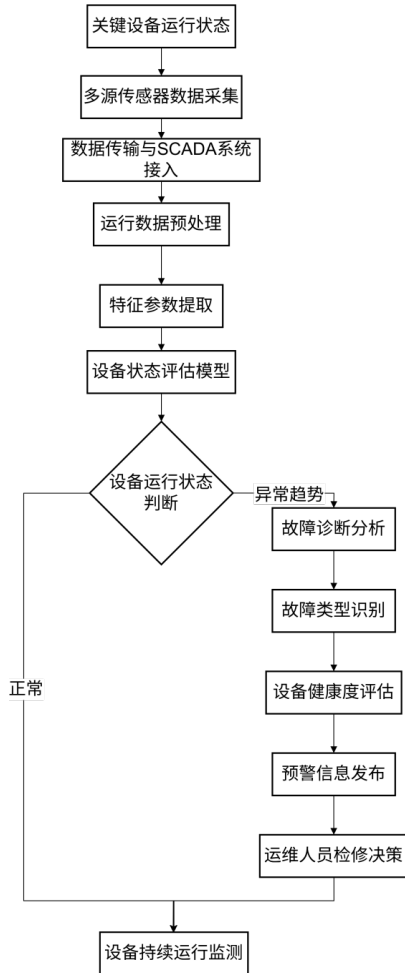 关键设备运行状态
多源传感器数据采集
数据传输与SCADA系统
接入
运行数据预处理
特征参数提取
设备状态评估模型
设备运行状态
判断
异常趋势
故障诊断分析
故障类型识别
正常
设备健康度评估
预警信息发布
运维人员检修决策
设备持续运行监测